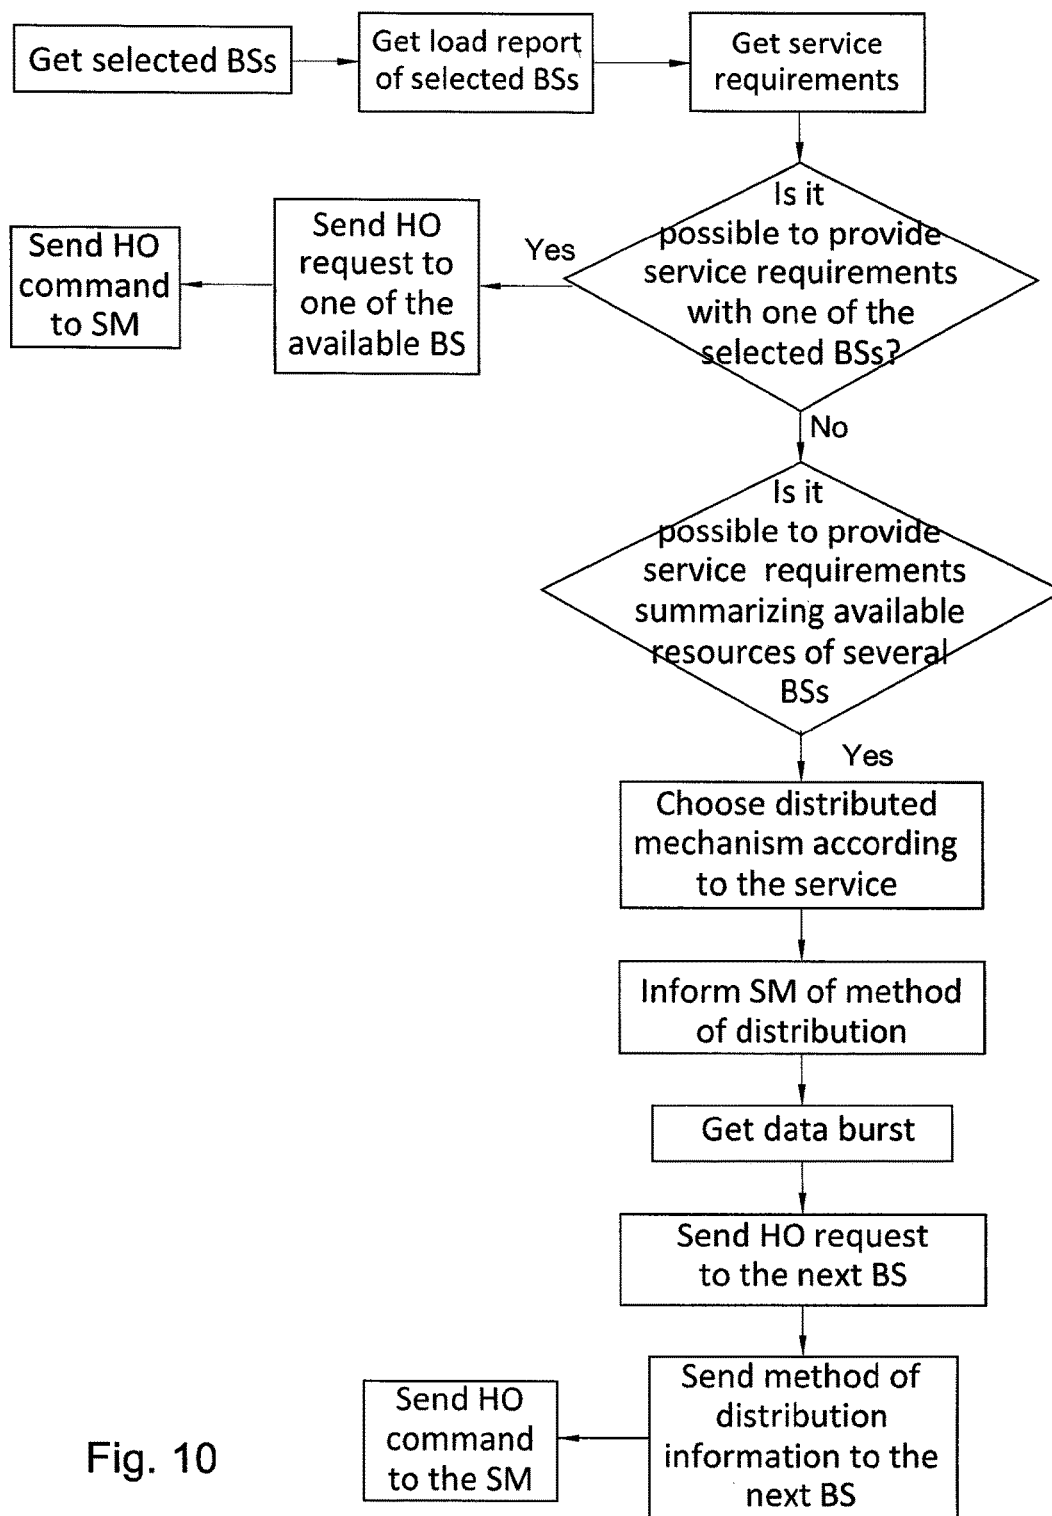 Get selected BSs
Get load report
of selected BSs
Get service
requirements
Is it
possible to provide
service requirements
with one of the
selected BSs?
Yes
Send HO
request to
one of the
available BS
Send HO
command
to SM
No
Is it
possible to provide
service requirements
summarizing available
resources of several
BSs
Yes
Choose distributed
mechanism according
to the service
Inform SM of method
of distribution
Get data burst
Send HO request
to the next BS
Send method of
distribution
information to the
next BS
Send HO
command
to the SM
Fig. 10